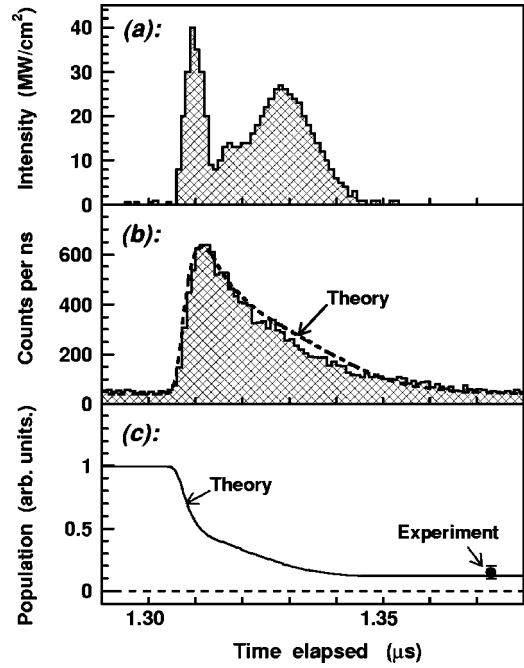 (a):
Intensity (MW/cm²)
40
30
20
10
0
(b):
Counts per ns
600
400
200
0
Theory
(c):
Population (arb. units.)
1
0.5
0
Theory
Experiment
1.30
1.35
Time elapsed (μs)